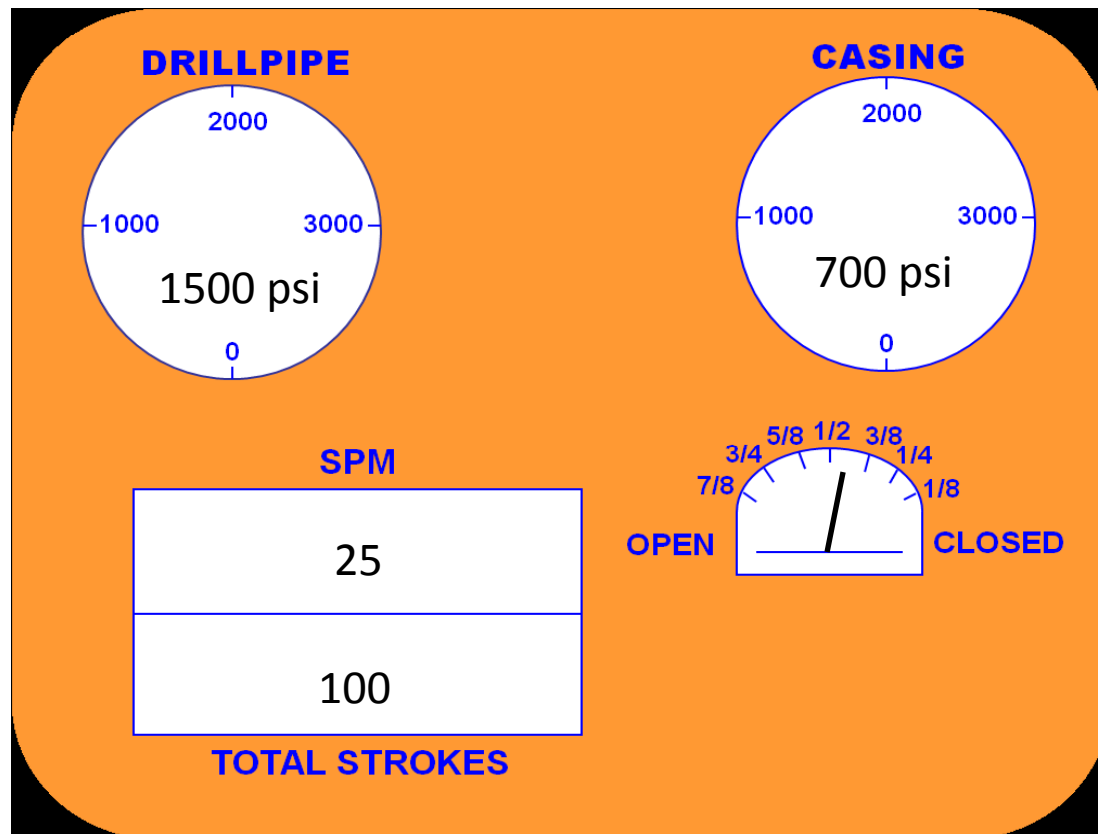 DRILLPIPE
2000
1000
3000
1500 psi
0
CASING
2000
1000
3000
700 psi
0
SPM
25
100
TOTAL STROKES
7/8
3/4
5/8
1/2
3/8
1/4
1/8
OPEN
CLOSED